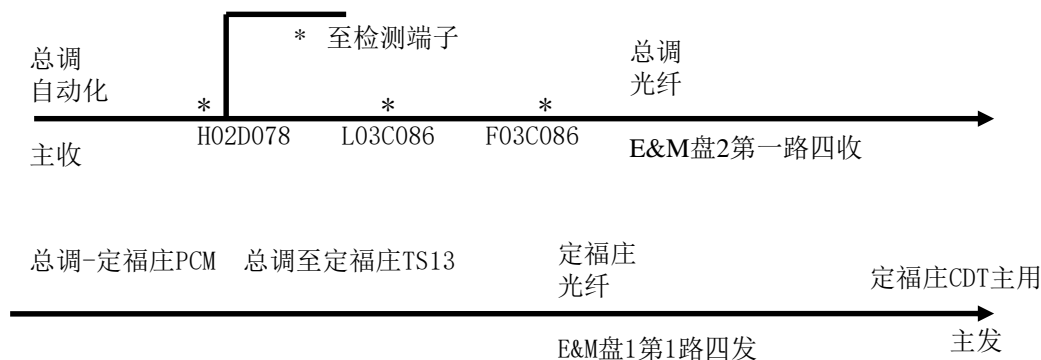 * 至检测端子
总调
自动化
总调
光纤
* * *
H02D078 L03C086 F03C086
主收
E&M盘2第一路四收
总调-定福庄PCM 总调至定福庄TS13
定福庄
光纤
定福庄CDT主用
E&M盘1第1路四发
主发